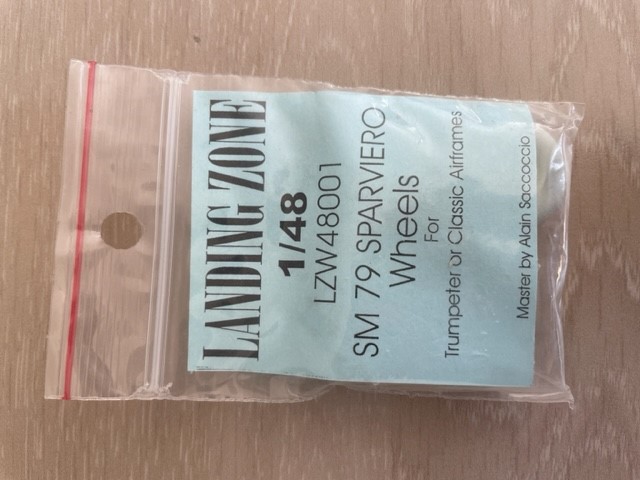 LANDING ZONE
1/48
LZW48001
SM 79 SPARVIERO
Wheels
For
Trumpeter or Classic Airframes
Master by Alain Saccoccio